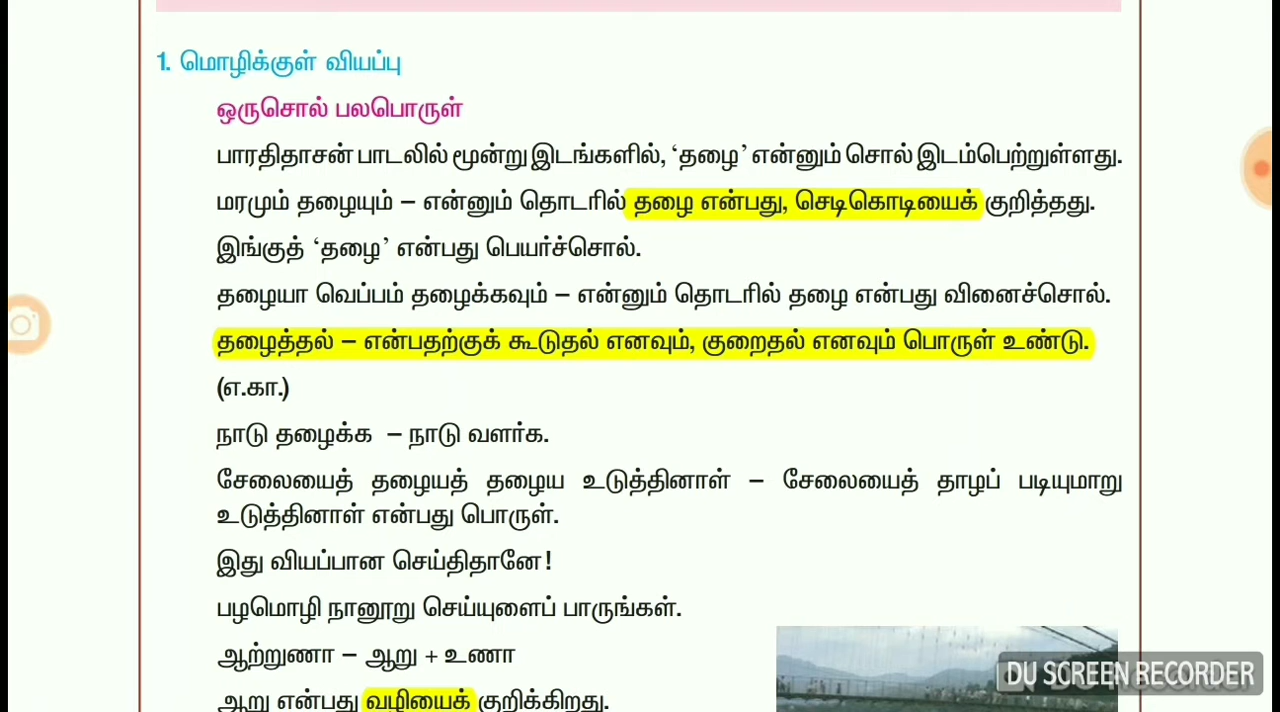 1. மொழிக்குள் வியப்பு
ஒருசொல் பலபொருள்
பாரதிதாசன் பாடலில் மூன்று இடங்களில், ‘தழை’ என்னும் சொல் இடம்பெற்றுள்ளது.
மரமும் தழையும் – என்னும் தொடரில் தழை என்பது, செடிகொடியைக் குறித்தது.
இங்குத் ‘தழை’ என்பது பெயர்ச்சொல்.
தழையா வெப்பம் தழைக்கவும் – என்னும் தொடரில் தழை என்பது வினைச்சொல்.
தழைத்தல் – என்பதற்குக் கூடுதல் எனவும், குறைதல் எனவும் பொருள் உண்டு.
(எ.கா.)
நாடு தழைக்க – நாடு வளர்க.
சேலையைத் தழையத் தழைய உடுத்தினாள் – சேலையைத் தாழப் படியுமாறு
உடுத்தினாள் என்பது பொருள்.
இது வியப்பான செய்திதானே!
பழமொழி நானூறு செய்யுளைப் பாருங்கள்.
ஆற்றுணா – ஆறு + உணா
DU SCREEN RECORDER
ஆறு என்பது வழியைக் குறிக்கிறது.